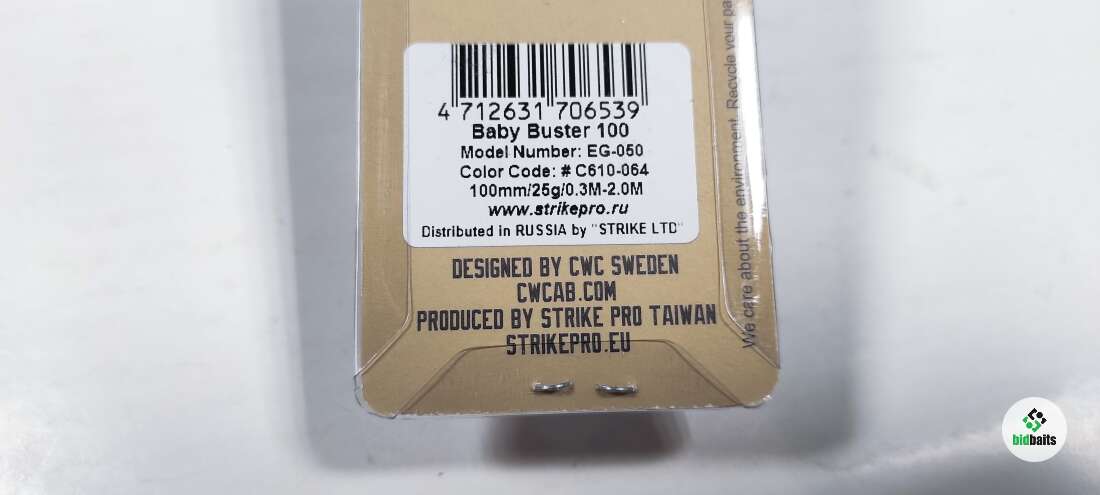 4 712631 706539
Baby Buster 100
Model Number: EG-050
Color Code: # C610-064
100mm/25g/0.3M-2.0M
www.strikepro.ru
Distributed in RUSSIA by "STRIKE LTD"
DESIGNED BY CWC SWEDEN
CWCAB.COM
PRODUCED BY STRIKE PRO TAIWAN
STRIKEPRO.EU
We care about the environment. Recycle your
bidbaits